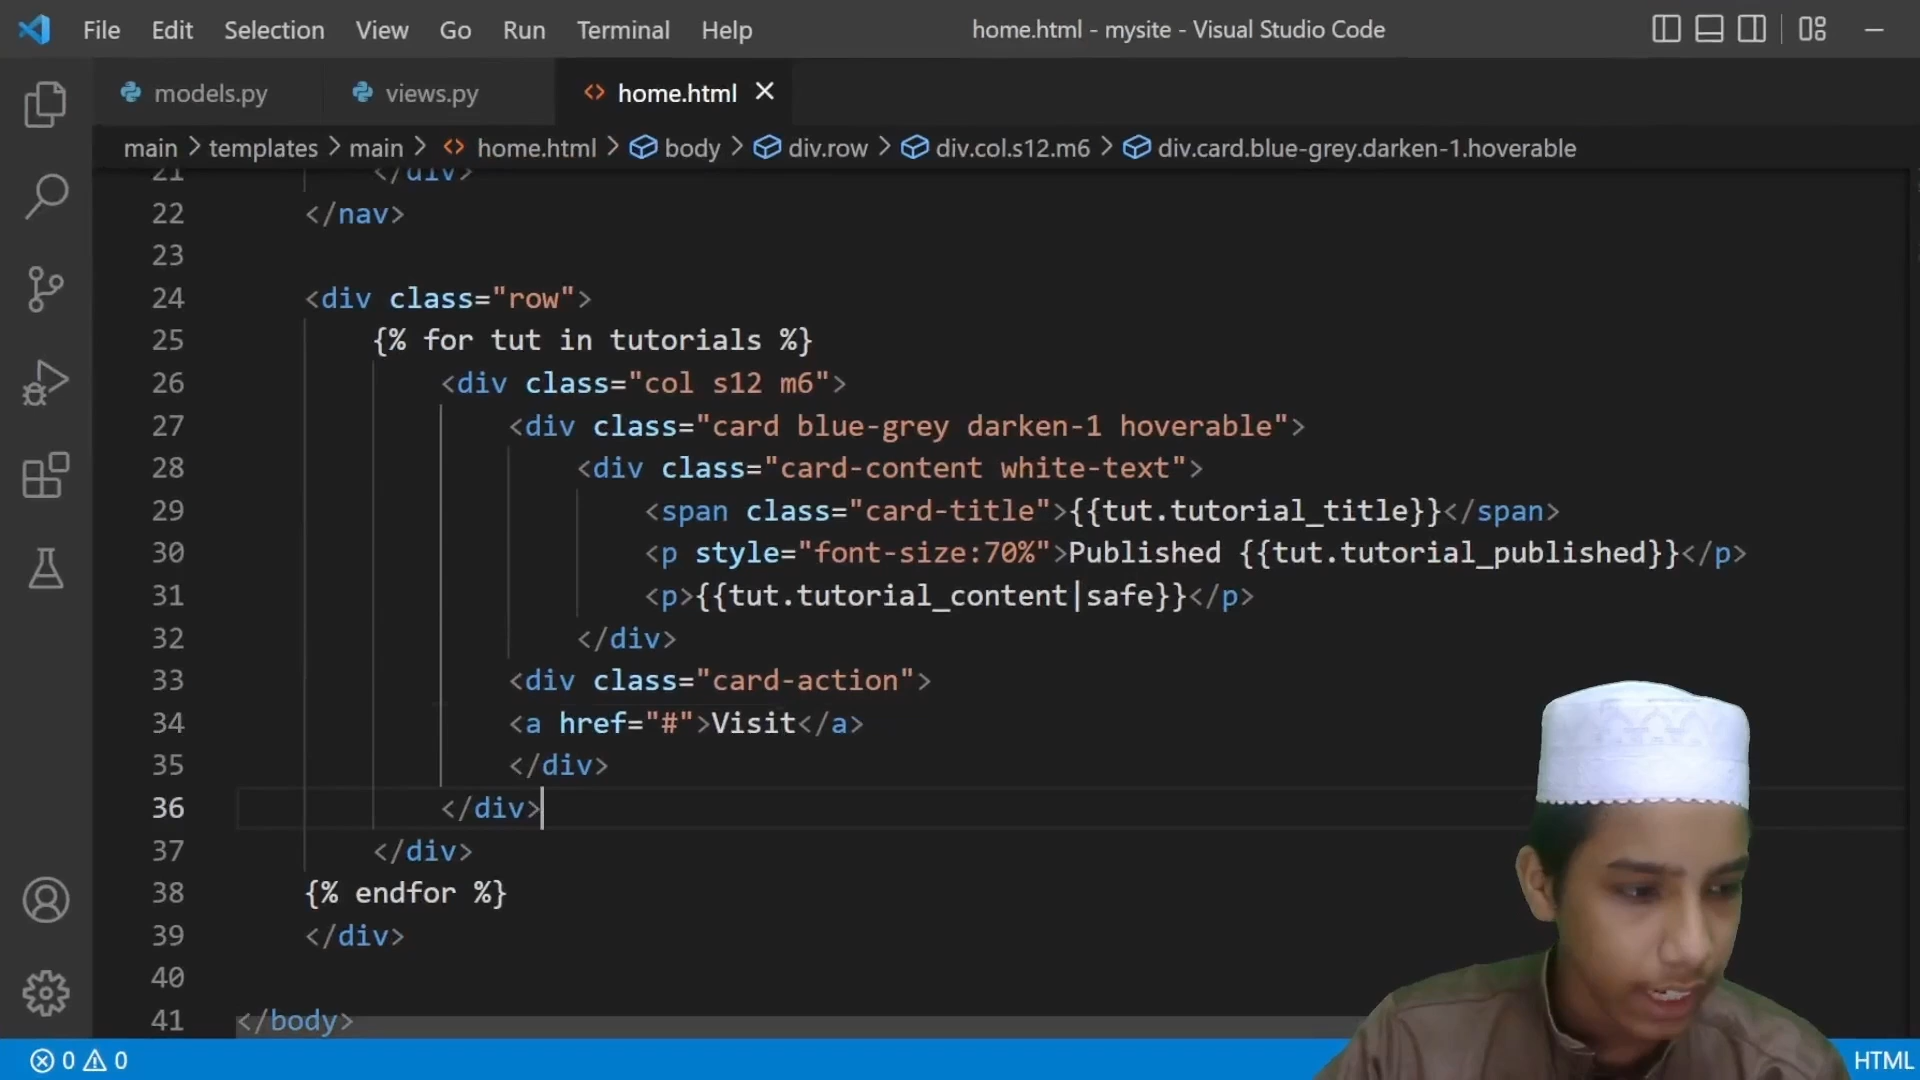 File Edit Selection View Go Run Terminal Help home.html - mysite - Visual Studio Code
models.py views.py <> home.html
main > templates > main > <> home.html > body > div.row > div.col.s12.m6 > div.card.blue-grey.darken-1.hoverable
21 </div>
22 </nav>
23
24 <div class="row">
25 {% for tut in tutorials %}
26 <div class="col s12 m6">
27 <div class="card blue-grey darken-1 hoverable">
28 <div class="card-content white-text">
29 <span class="card-title">{{tut.tutorial_title}}</span>
30 <p style="font-size:70%">Published {{tut.tutorial_published}}</p>
31 <p>{{tut.tutorial_content|safe}}</p>
32 </div>
33 <div class="card-action">
34 <a href="#">Visit</a>
35 </div>
36 </div>
37 </div>
38 {% endfor %}
39 </div>
40
41 </body>
0 0 HTML